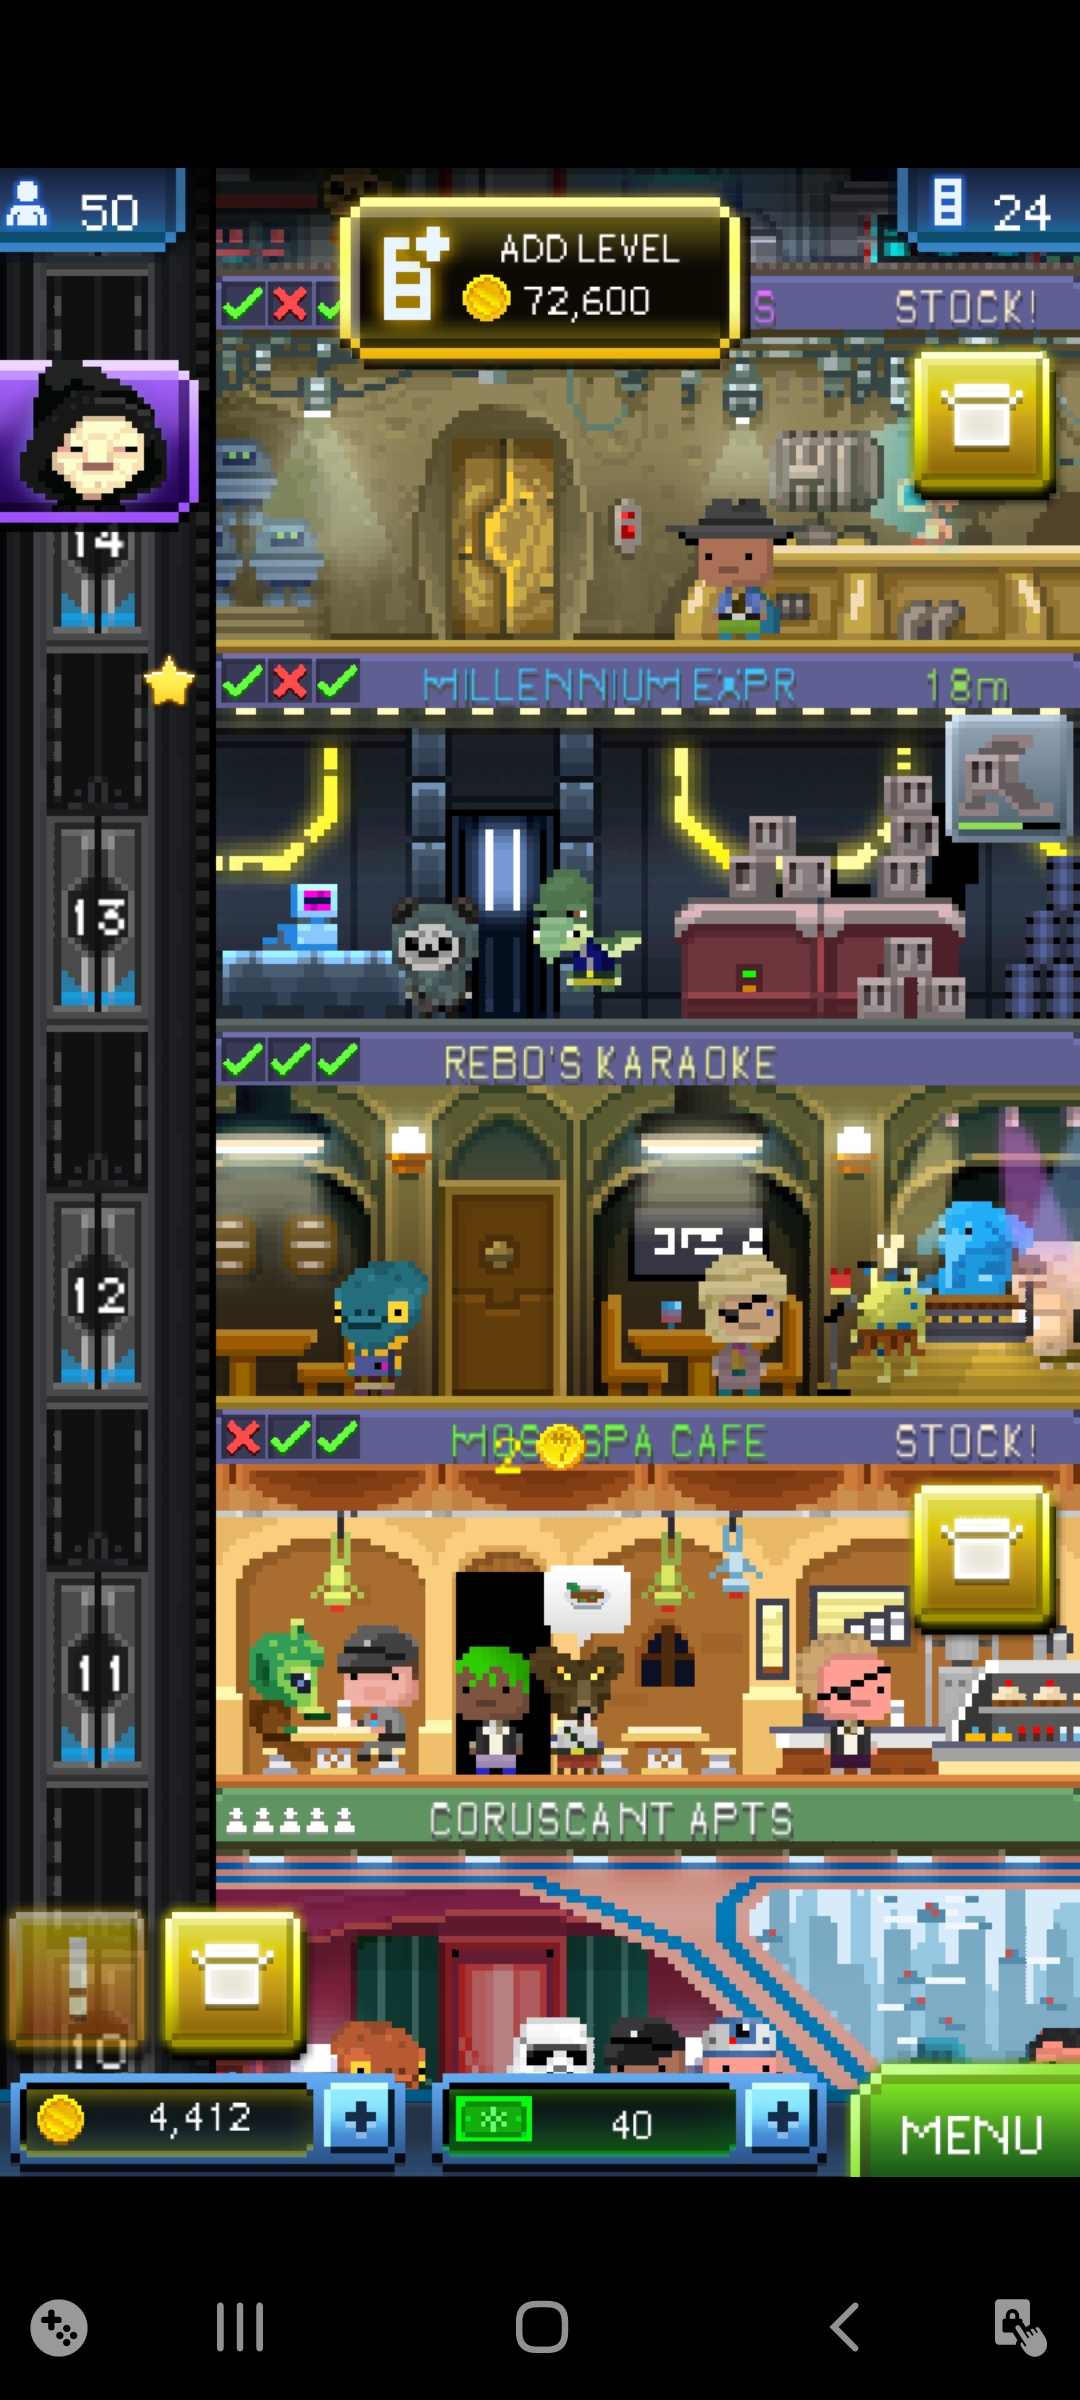 50
ADD LEVEL
72,600
24
S
STOCK!
14
MILLENNIUM EXPR
18m
13
REBO'S KARAOKE
12
STOCK!
2
SPA CAFE
11
CORUSCANT APTS
10
4,412
40
MENU